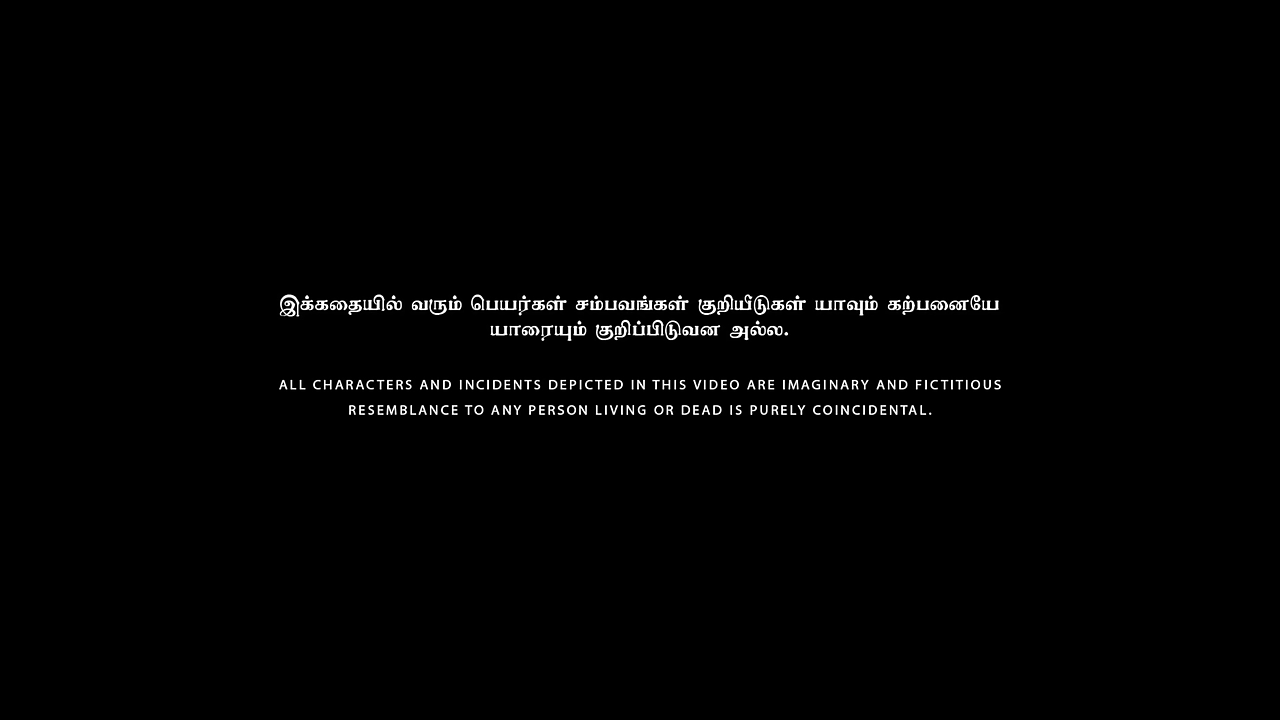 இக்கதையில் வரும் பெயர்கள் சம்பவங்கள் குறியீடுகள் யாவும் கற்பனையே
யாரையும் குறிப்பிடுவன அல்ல.
ALL CHARACTERS AND INCIDENTS DEPICTED IN THIS VIDEO ARE IMAGINARY AND FICTITIOUS
RESEMBLANCE TO ANY PERSON LIVING OR DEAD IS PURELY COINCIDENTAL.